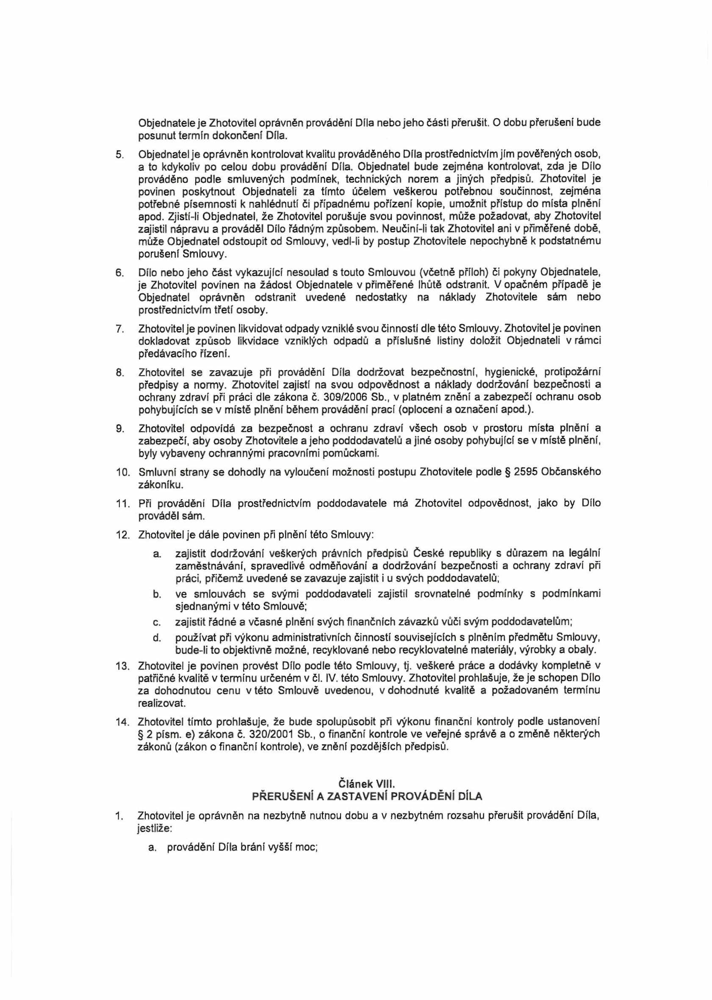 Objednatele je Zhotovitel oprávněn provádění Díla nebo jeho části přerušit. O dobu přerušení bude
posunut termín dokončení Díla.
5. Objednatel je oprávněn kontrolovat kvalitu prováděného Díla prostřednictvím jím pověřených osob,
a to kdykoliv po celou dobu provádění Díla. Objednatel bude zejména kontrolovat, zda je Dílo
prováděno podle smluvených podmínek, technických norem a jiných předpisů. Zhotovitel je
povinen poskytnout Objednateli za tímto účelem veškerou potřebnou součinnost, zejména
potřebné písemnosti k nahlédnutí či případnému pořízení kopie, umožnit přístup do místa plnění
apod. Zjistí-li Objednatel, že Zhotovitel porušuje svou povinnost, může požadovat, aby Zhotovitel
zajistil nápravu a prováděl Dílo řádným způsobem. Neučiní-li tak Zhotovitel ani v přiměřené době,
může Objednatel odstoupit od Smlouvy, vedl-li by postup Zhotovitele nepochybně k podstatnému
porušení Smlouvy.
6. Dílo nebo jeho část vykazující nesoulad s touto Smlouvou (včetně příloh) či pokyny Objednatele,
je Zhotovitel povinen na žádost Objednatele v přiměřené lhůtě odstranit. V opačném případě je
Objednatel oprávněn odstranit uvedené nedostatky na náklady Zhotovitele sám nebo
prostřednictvím třetí osoby.
7. Zhotovitel je povinen likvidovat odpady vzniklé svou činností dle této Smlouvy. Zhotovitel je povinen
dokladovat způsob likvidace vzniklých odpadů a příslušné listiny doložit Objednateli v rámci
předávacího řízení.
8. Zhotovitel se zavazuje při provádění Díla dodržovat bezpečnostní, hygienické, protipožární
předpisy a normy. Zhotovitel zajistí na svou odpovědnost a náklady dodržování bezpečnosti a
ochrany zdraví při práci dle zákona č. 309/2006 Sb., v platném znění a zabezpečí ochranu osob
pohybujících se v místě plnění během provádění prací (oplocení a označení apod.).
9. Zhotovitel odpovídá za bezpečnost a ochranu zdraví všech osob v prostoru místa plnění a
zabezpečí, aby osoby Zhotovitele a jeho poddodavatelů a jiné osoby pohybující se v místě plnění,
byly vybaveny ochrannými pracovními pomůckami.
10. Smluvní strany se dohodly na vyloučení možnosti postupu Zhotovitele podle § 2595 Občanského
zákoníku.
11. Při provádění Díla prostřednictvím poddodavatele má Zhotovitel odpovědnost, jako by Dílo
prováděl sám.
12. Zhotovitel je dále povinen při plnění této Smlouvy:
a. zajistit dodržování veškerých právních předpisů České republiky s důrazem na legální
zaměstnávání, spravedlivé odměňování a dodržování bezpečnosti a ochrany zdraví při
práci, přičemž uvedené se zavazuje zajistit i u svých poddodavatelů;
b. ve smlouvách se svými poddodavateli zajistil srovnatelné podmínky s podmínkami
sjednanými v této Smlouvě;
c. zajistit řádné a včasné plnění svých finančních závazků vůči svým poddodavatelům;
d. používat při výkonu administrativních činností souvisejících s plněním předmětu Smlouvy,
bude-li to objektivně možné, recyklované nebo recyklovatelné materiály, výrobky a obaly.
13. Zhotovitel je povinen provést Dílo podle této Smlouvy, tj. veškeré práce a dodávky kompletně v
patřičné kvalitě v termínu určeném v čl. IV. této Smlouvy. Zhotovitel prohlašuje, že je schopen Dílo
za dohodnutou cenu v této Smlouvě uvedenou, v dohodnuté kvalitě a požadovaném termínu
realizovat.
14. Zhotovitel tímto prohlašuje, že bude spolupůsobit při výkonu finanční kontroly podle ustanovení
§ 2 písm. e) zákona č. 320/2001 Sb., o finanční kontrole ve veřejné správě a o změně některých
zákonů (zákon o finanční kontrole), ve znění pozdějších předpisů.
Článek VIII.
PŘERUŠENÍ A ZASTAVENÍ PROVÁDĚNÍ DÍLA
1. Zhotovitel je oprávněn na nezbytně nutnou dobu a v nezbytném rozsahu přerušit provádění Díla,
jestliže:
a. provádění Díla brání vyšší moc;